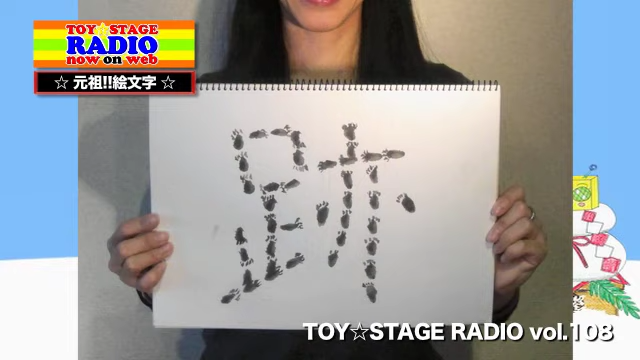 TOY☆STAGE
RADIO
now on web
☆ 元祖!!絵文字 ☆
跡
TOY☆STAGE RADIO vol.108